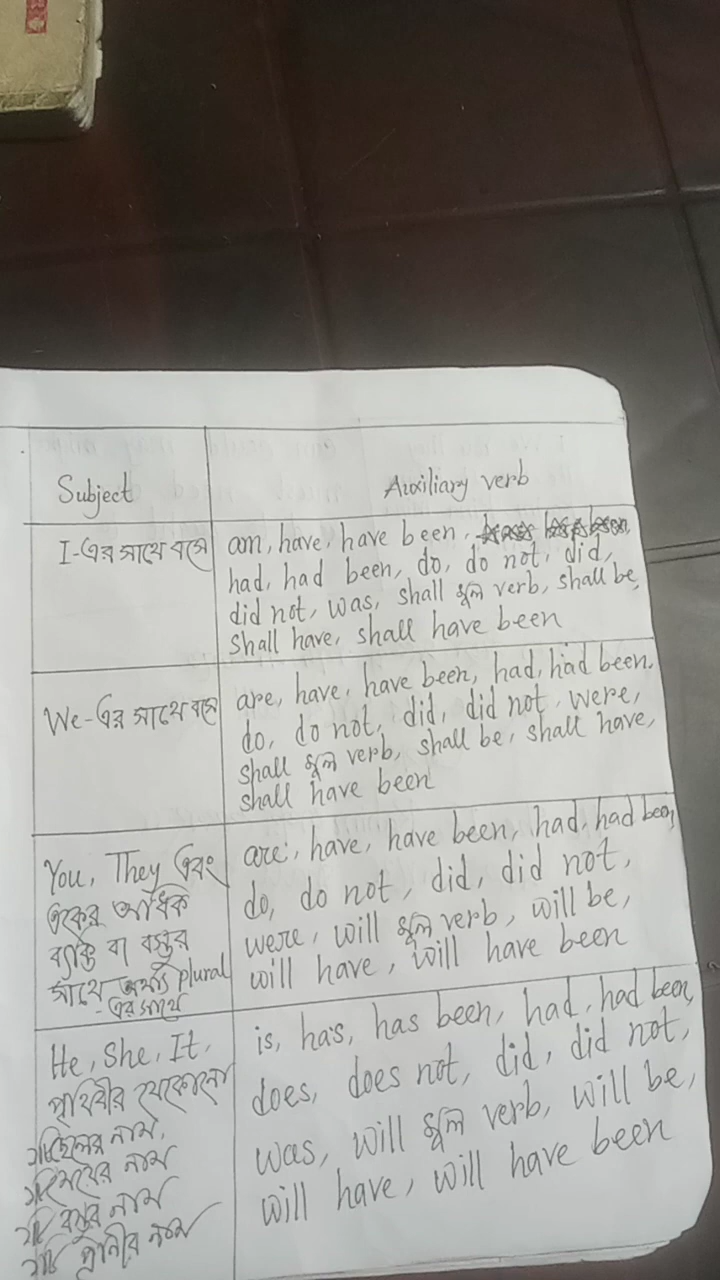 Subject
Auxiliary verb
I-এর সাথে বসে
am, have, have been,
had, had been, do, do not, did,
did not, was, shall মূল verb, shall be,
shall have, shall have been
We-এর সাথে বসে
are, have, have been, had, had been.
do, do not, did, did not, were,
shall মূল verb, shall be, shall have,
shall have been
You, They এবং
একের অধিক
ব্যক্তি বা বস্তুর
সাথে অর্থাৎ plural
-এর সাথে
are, have, have been, had, had been,
do, do not, did, did not,
were, will মূল verb, will be,
will have, will have been
He, She, It,
পৃথিবীর যেকোনো
ছেলের নাম,
মেয়ের নাম
বস্তুর নাম
প্রানীর নাম
is, has, has been, had, had been,
does, does not, did, did not,
was, will মূল verb, will be,
will have, will have been